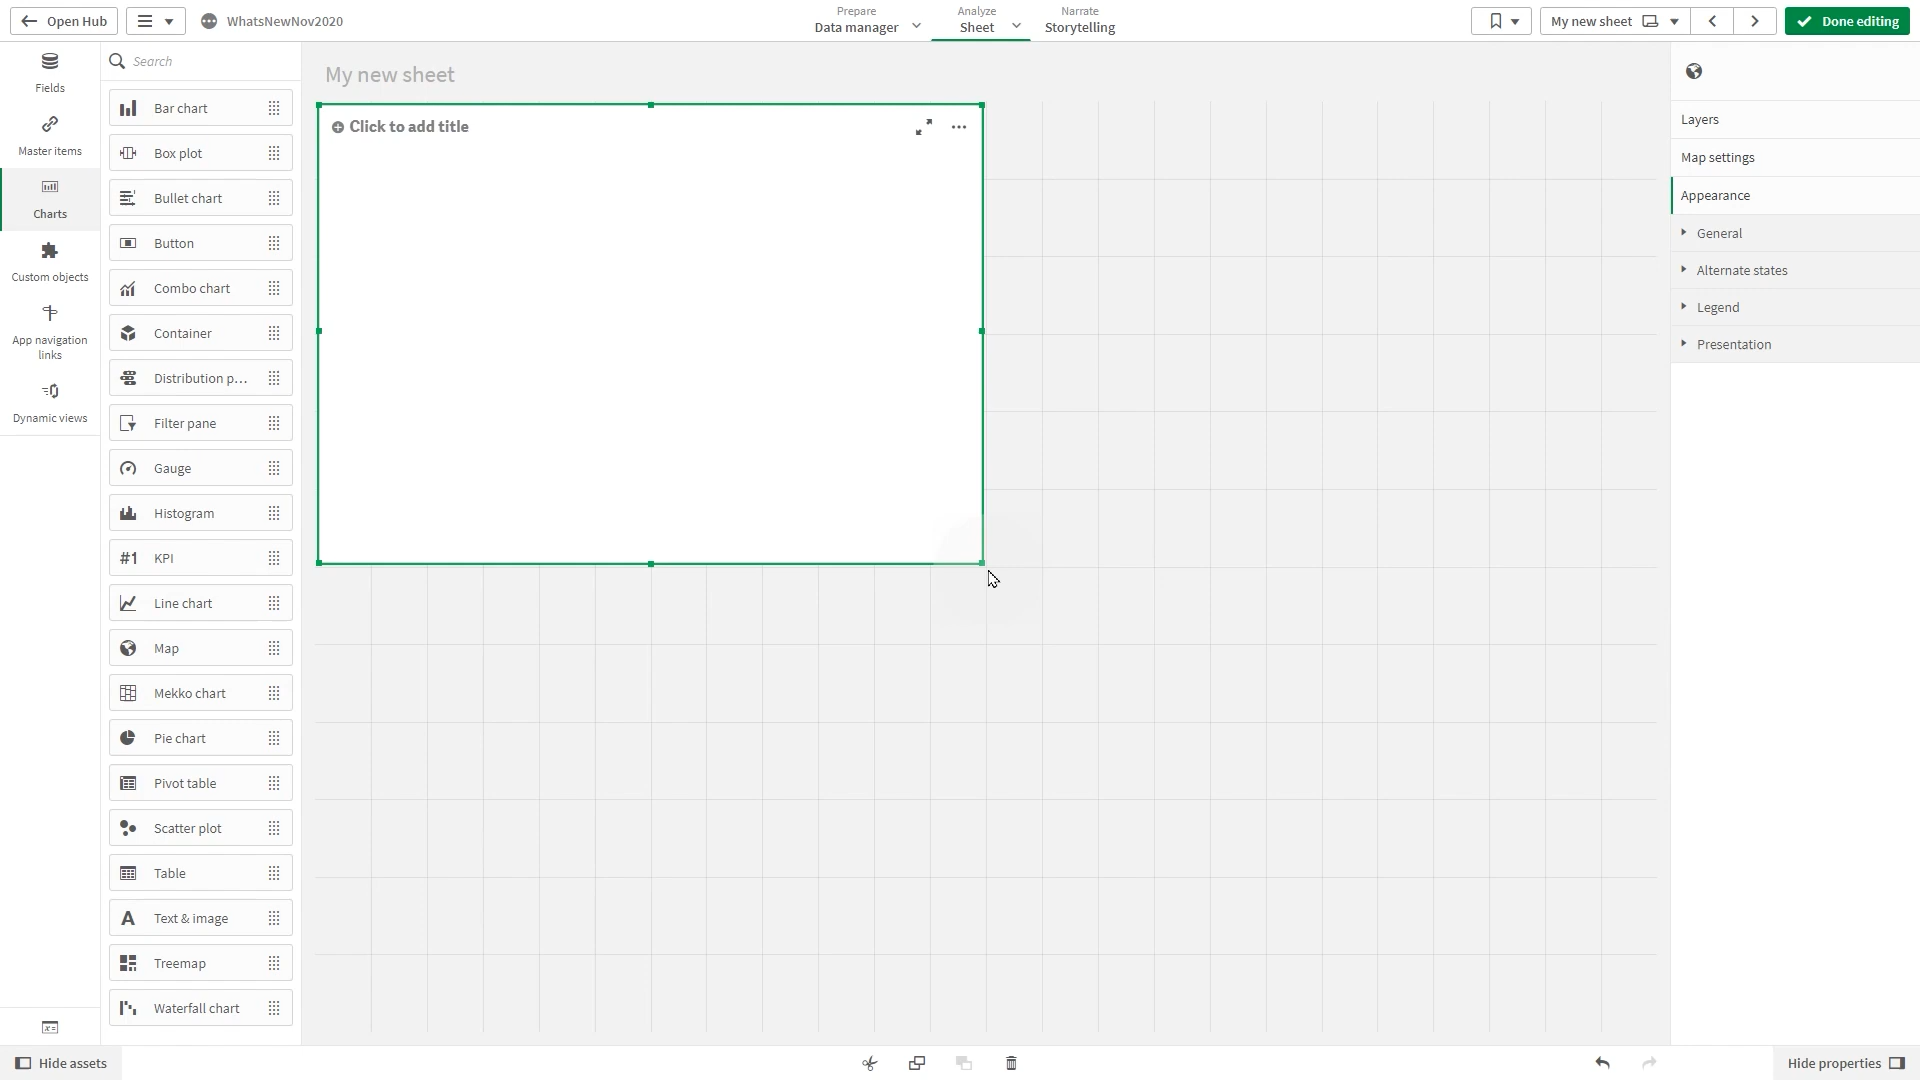 Open Hub
WhatsNewNov2020
Prepare
Data manager
Analyze
Sheet
Narrate
Storytelling
My new sheet
Done editing
Fields
Master items
Charts
Custom objects
App navigation
links
Dynamic views
Search
Bar chart
Box plot
Bullet chart
Button
Combo chart
Container
Distribution p...
Filter pane
Gauge
Histogram
#1 KPI
Line chart
Map
Mekko chart
Pie chart
Pivot table
Scatter plot
Table
A Text & image
Treemap
Waterfall chart
My new sheet
Click to add title
Layers
Map settings
Appearance
General
Alternate states
Legend
Presentation
Hide assets
Hide properties